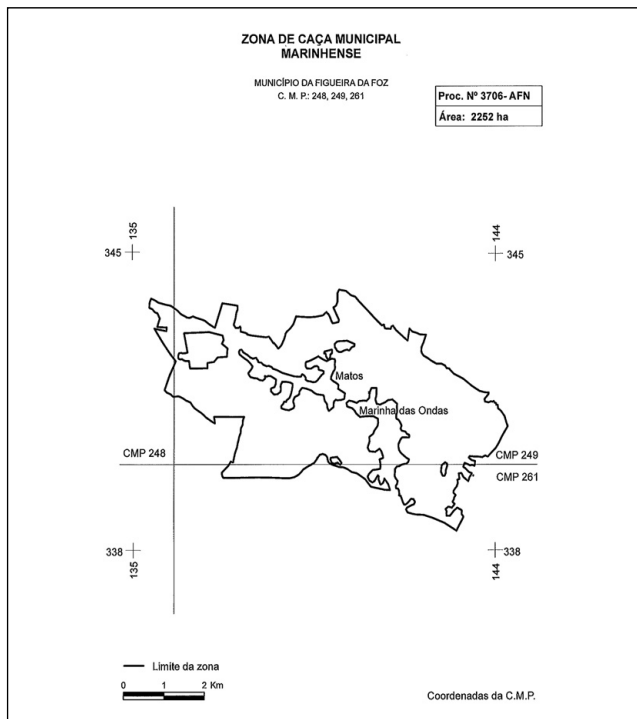 ZONA DE CAÇA MUNICIPAL
MARINHENSE
MUNICÍPIO DA FIGUEIRA DA FOZ
C. M. P.: 248, 249, 261
Proc. Nº 3706- AFN
Área: 2252 ha
135
144
345
345
Matos
Marinha das Ondas
CMP 248
CMP 249
CMP 261
338
338
135
144
Limite da zona
0 1 2 Km
Coordenadas da C.M.P.